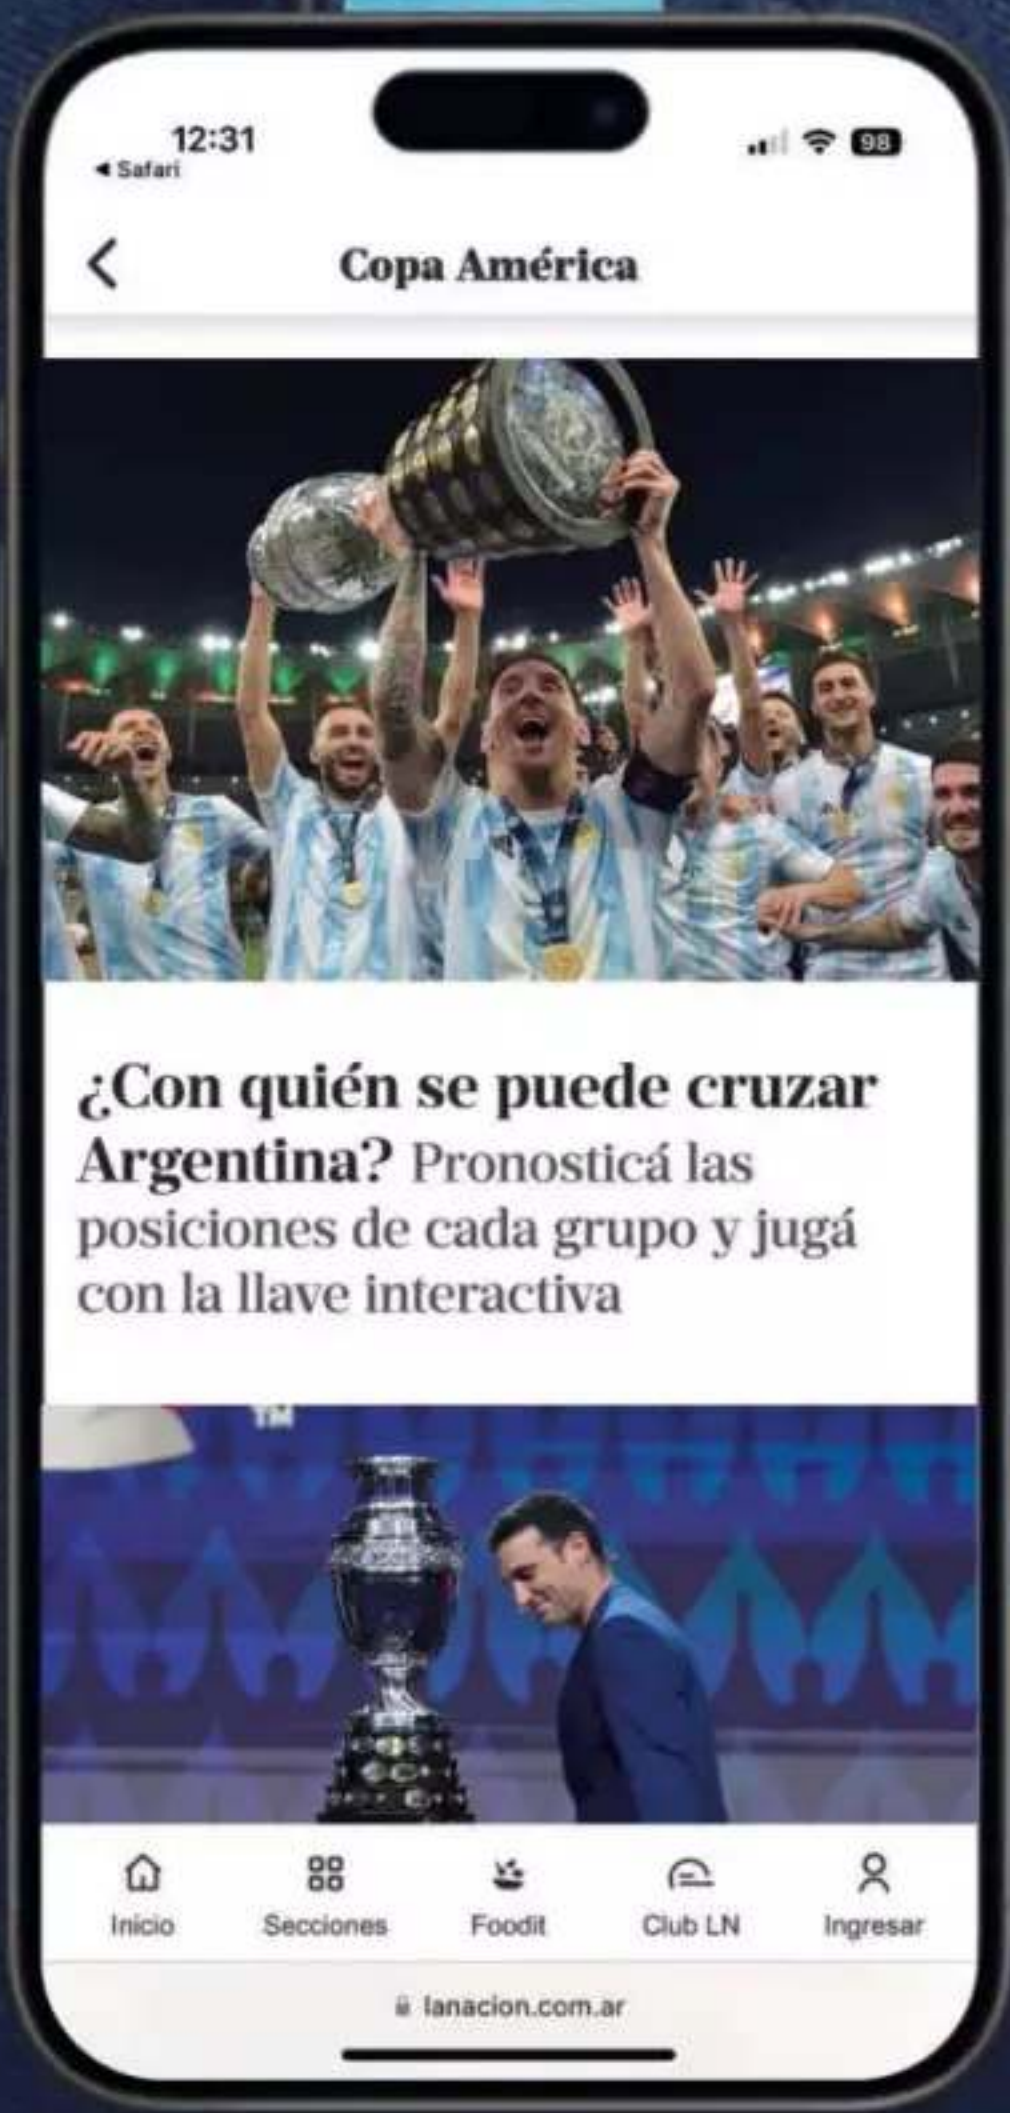 12:31
98
◀ Safari
Copa América
¿Con quién se puede cruzar
Argentina? Pronosticá las
posiciones de cada grupo y jugá
con la llave interactiva
TM
Inicio
Secciones
Foodit
Club LN
Ingresar
lanacion.com.ar